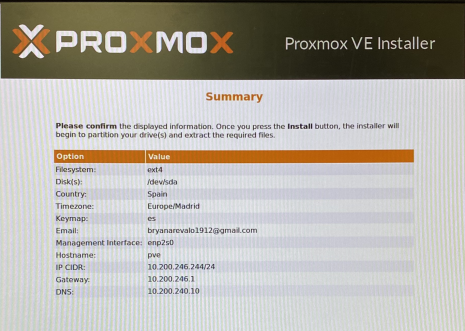 PROXMOX
Proxmox VE Installer
Summary
Please confirm the displayed information. Once you press the Install button, the installer will
begin to partition your drive(s) and extract the required files.
Option Value
Filesystem: ext4
Disk(s): /dev/sda
Country: Spain
Timezone: Europe/Madrid
Keymap: es
Email: bryanarevalo1912@gmail.com
Management Interface: enp2s0
Hostname: pve
IP CIDR: 10.200.246.244/24
Gateway: 10.200.246.1
DNS: 10.200.240.10